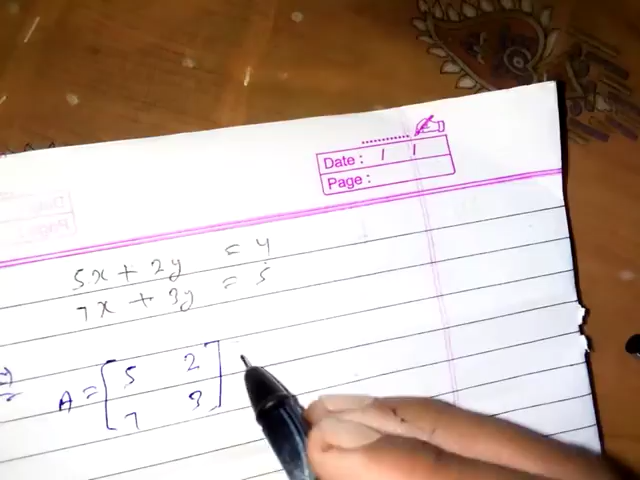 Date : / /
Page :
5x + 2y = 4
7x + 3y = 5
A = [ 5 2
7 3 ]